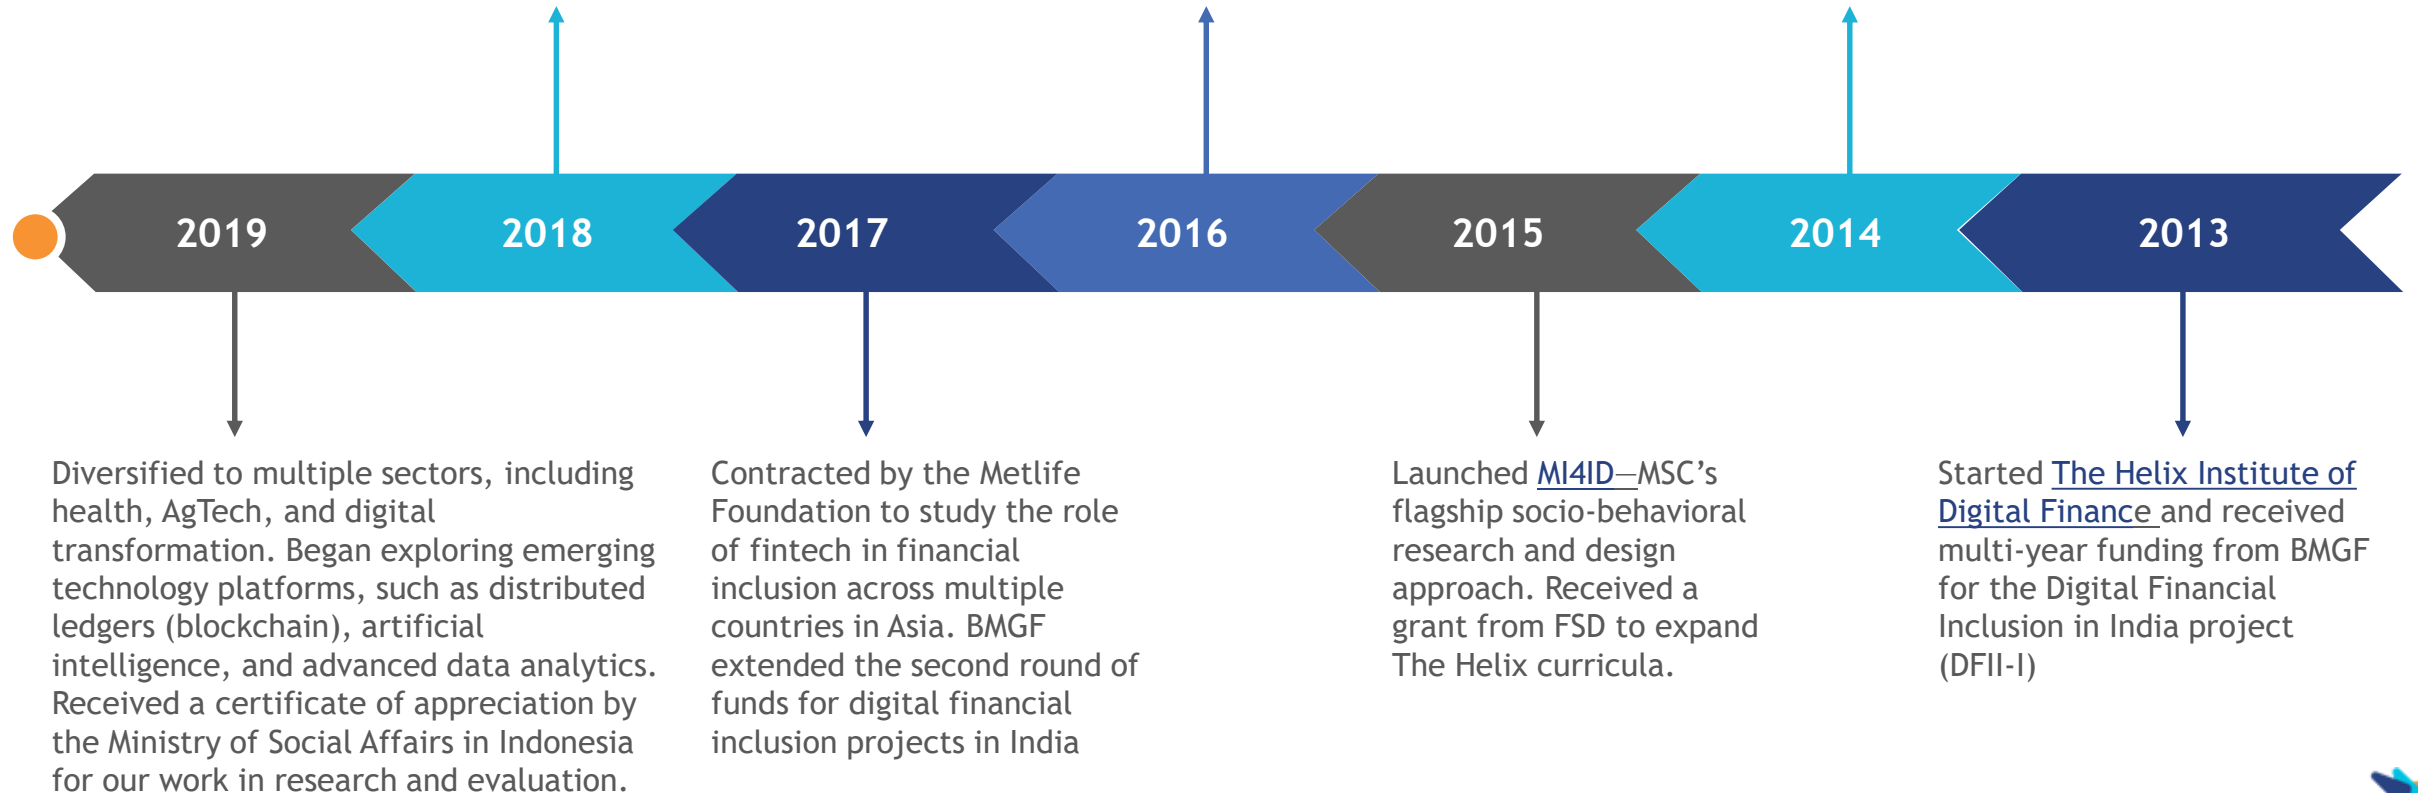 2019
2018
2017
2016
2015
2014
2013
Diversified to multiple sectors, including
health, AgTech, and digital
transformation. Began exploring emerging
technology platforms, such as distributed
ledgers (blockchain), artificial
intelligence, and advanced data analytics.
Received a certificate of appreciation by
the Ministry of Social Affairs in Indonesia
for our work in research and evaluation.
Contracted by the Metlife
Foundation to study the role
of fintech in financial
inclusion across multiple
countries in Asia. BMGF
extended the second round of
funds for digital financial
inclusion projects in India
Launched MI4ID—MSC’s
flagship socio-behavioral
research and design
approach. Received a
grant from FSD to expand
The Helix curricula.
Started The Helix Institute of
Digital Finance and received
multi-year funding from BMGF
for the Digital Financial
Inclusion in India project
(DFII-I)